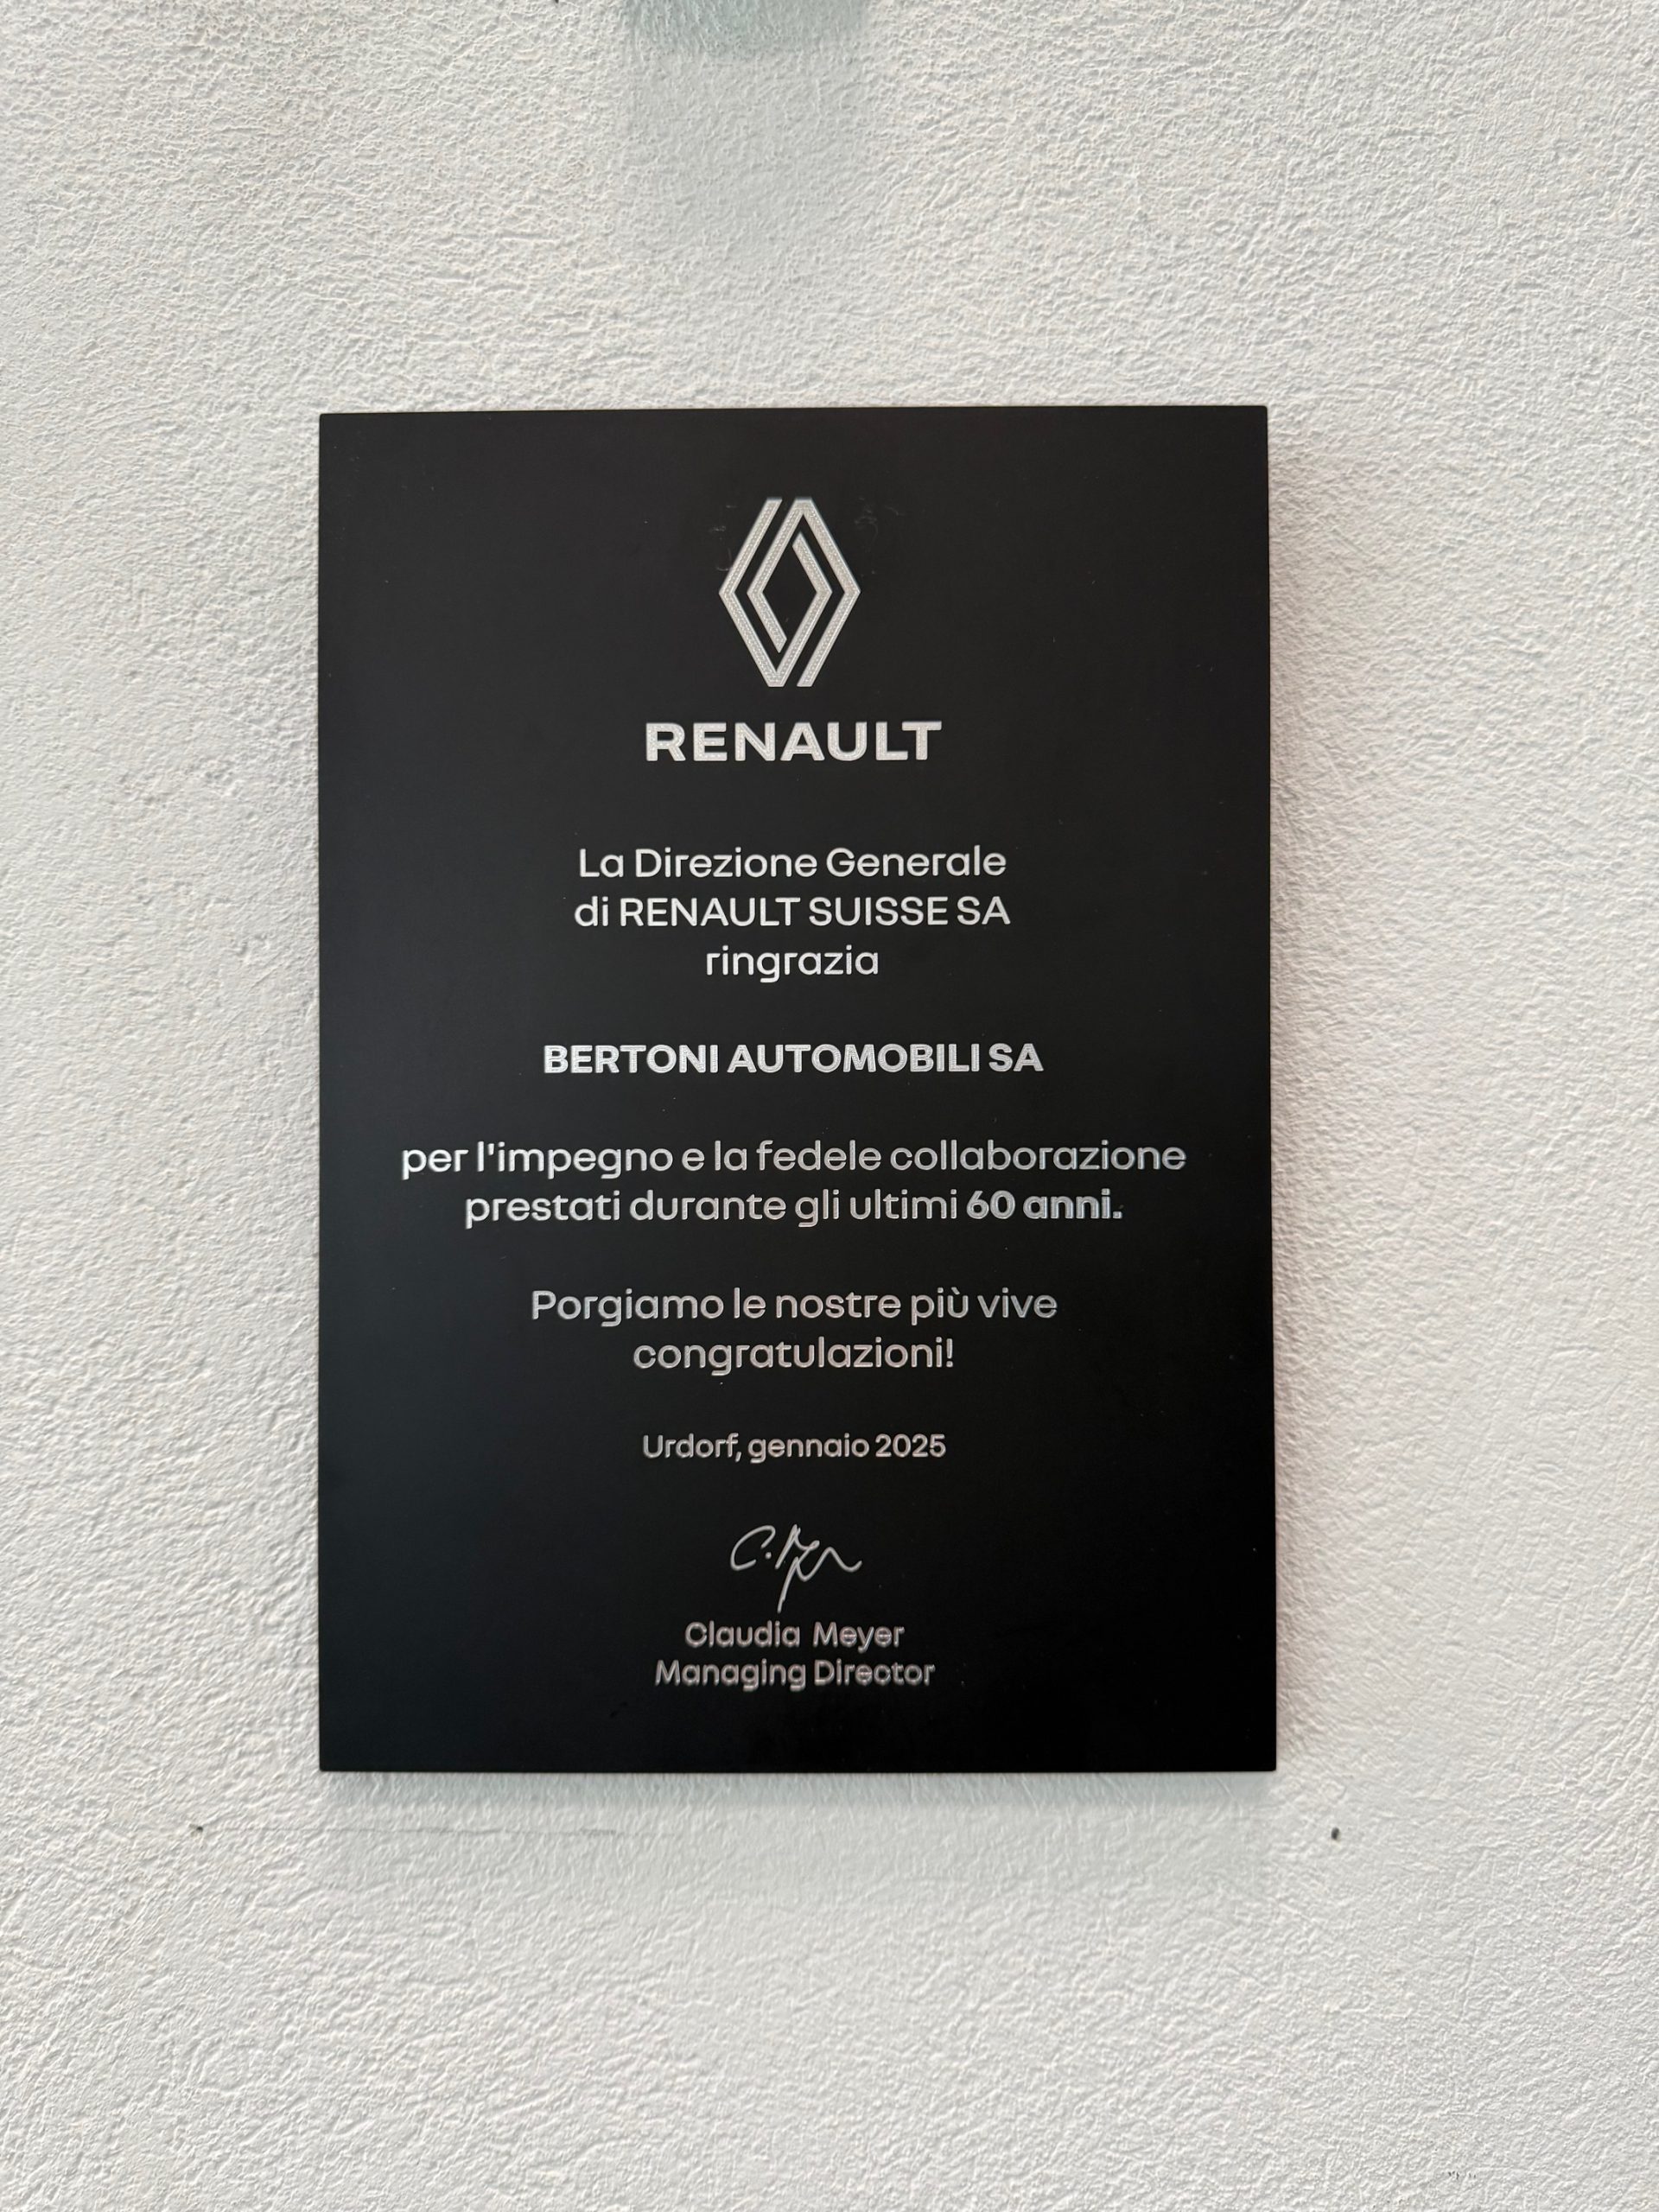 RENAULT
La Direzione Generale
di RENAULT SUISSE SA
ringrazia
BERTONI AUTOMOBILI SA
per l'impegno e la fedele collaborazione
prestati durante gli ultimi 60 anni.
Porgiamo le nostre più vive
congratulazioni!
Urdorf, gennaio 2025
Claudia Meyer
Managing Director